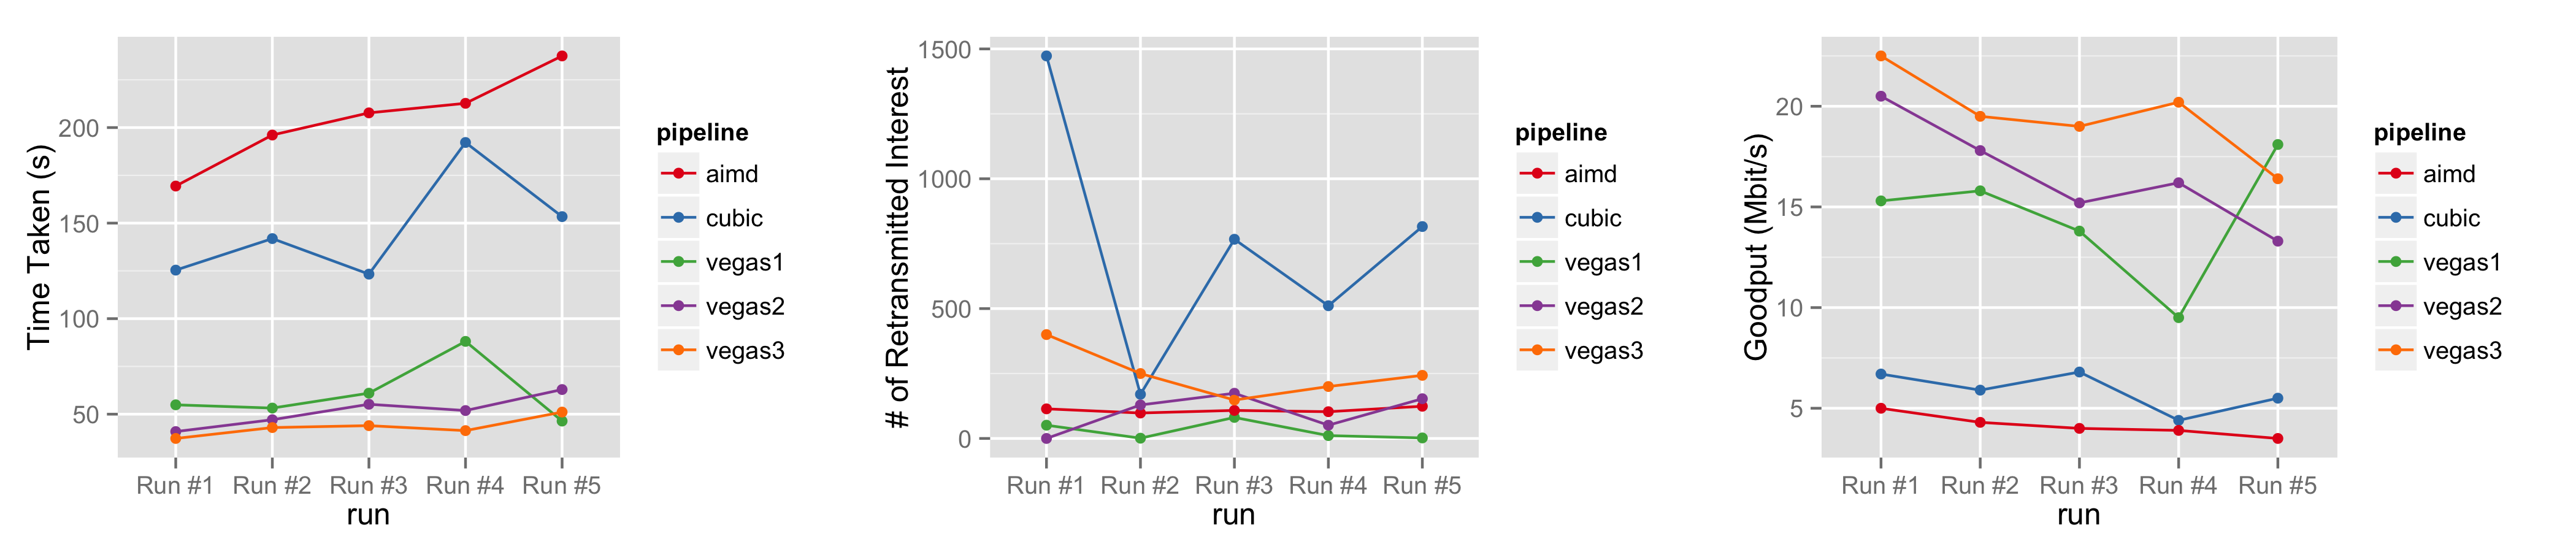 Time Taken (s)
200
150
100
50
Run #1 Run #2 Run #3 Run #4 Run #5
run
pipeline
aimd
cubic
vegas1
vegas2
vegas3
# of Retransmitted Interest
1500
1000
500
0
Run #1 Run #2 Run #3 Run #4 Run #5
run
pipeline
aimd
cubic
vegas1
vegas2
vegas3
Goodput (Mbit/s)
20
15
10
5
Run #1 Run #2 Run #3 Run #4 Run #5
run
pipeline
aimd
cubic
vegas1
vegas2
vegas3